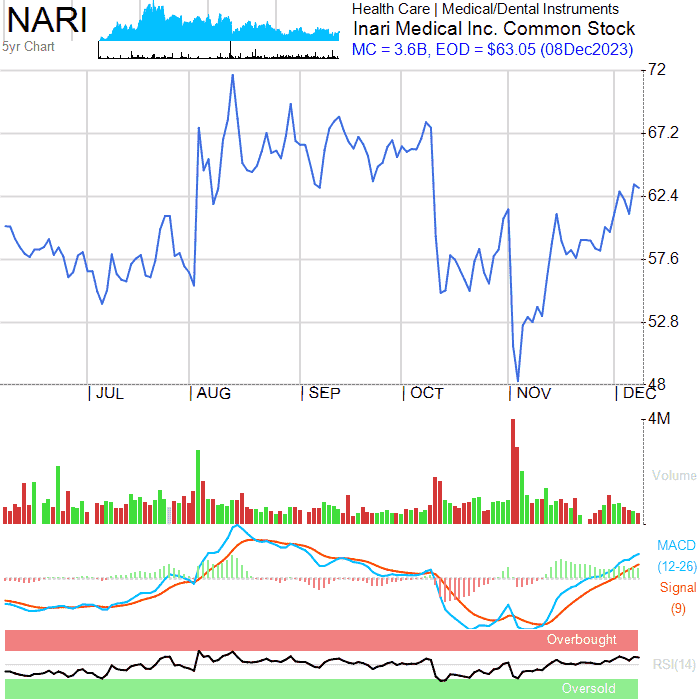 NARI
5yr Chart
Health Care | Medical/Dental Instruments
Inari Medical Inc. Common Stock
MC = 3.6B, EOD = $63.05 (08Dec2023)
72
67.2
62.4
57.6
52.8
48
JUL AUG SEP OCT NOV DEC
4M
Volume
MACD
(12-26)
Signal
(9)
Overbought
RSI(14)
Oversold